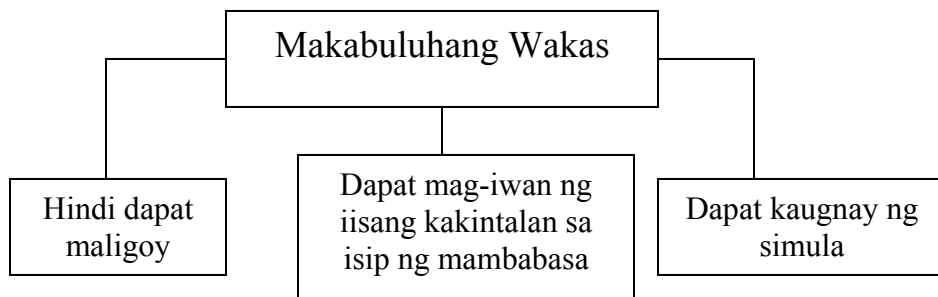 Makabuluhang Wakas
Hindi dapat
maligoy
Dapat mag-iwan ng
iisang kakintalan sa
isip ng mambabasa
Dapat kaugnay ng
simula